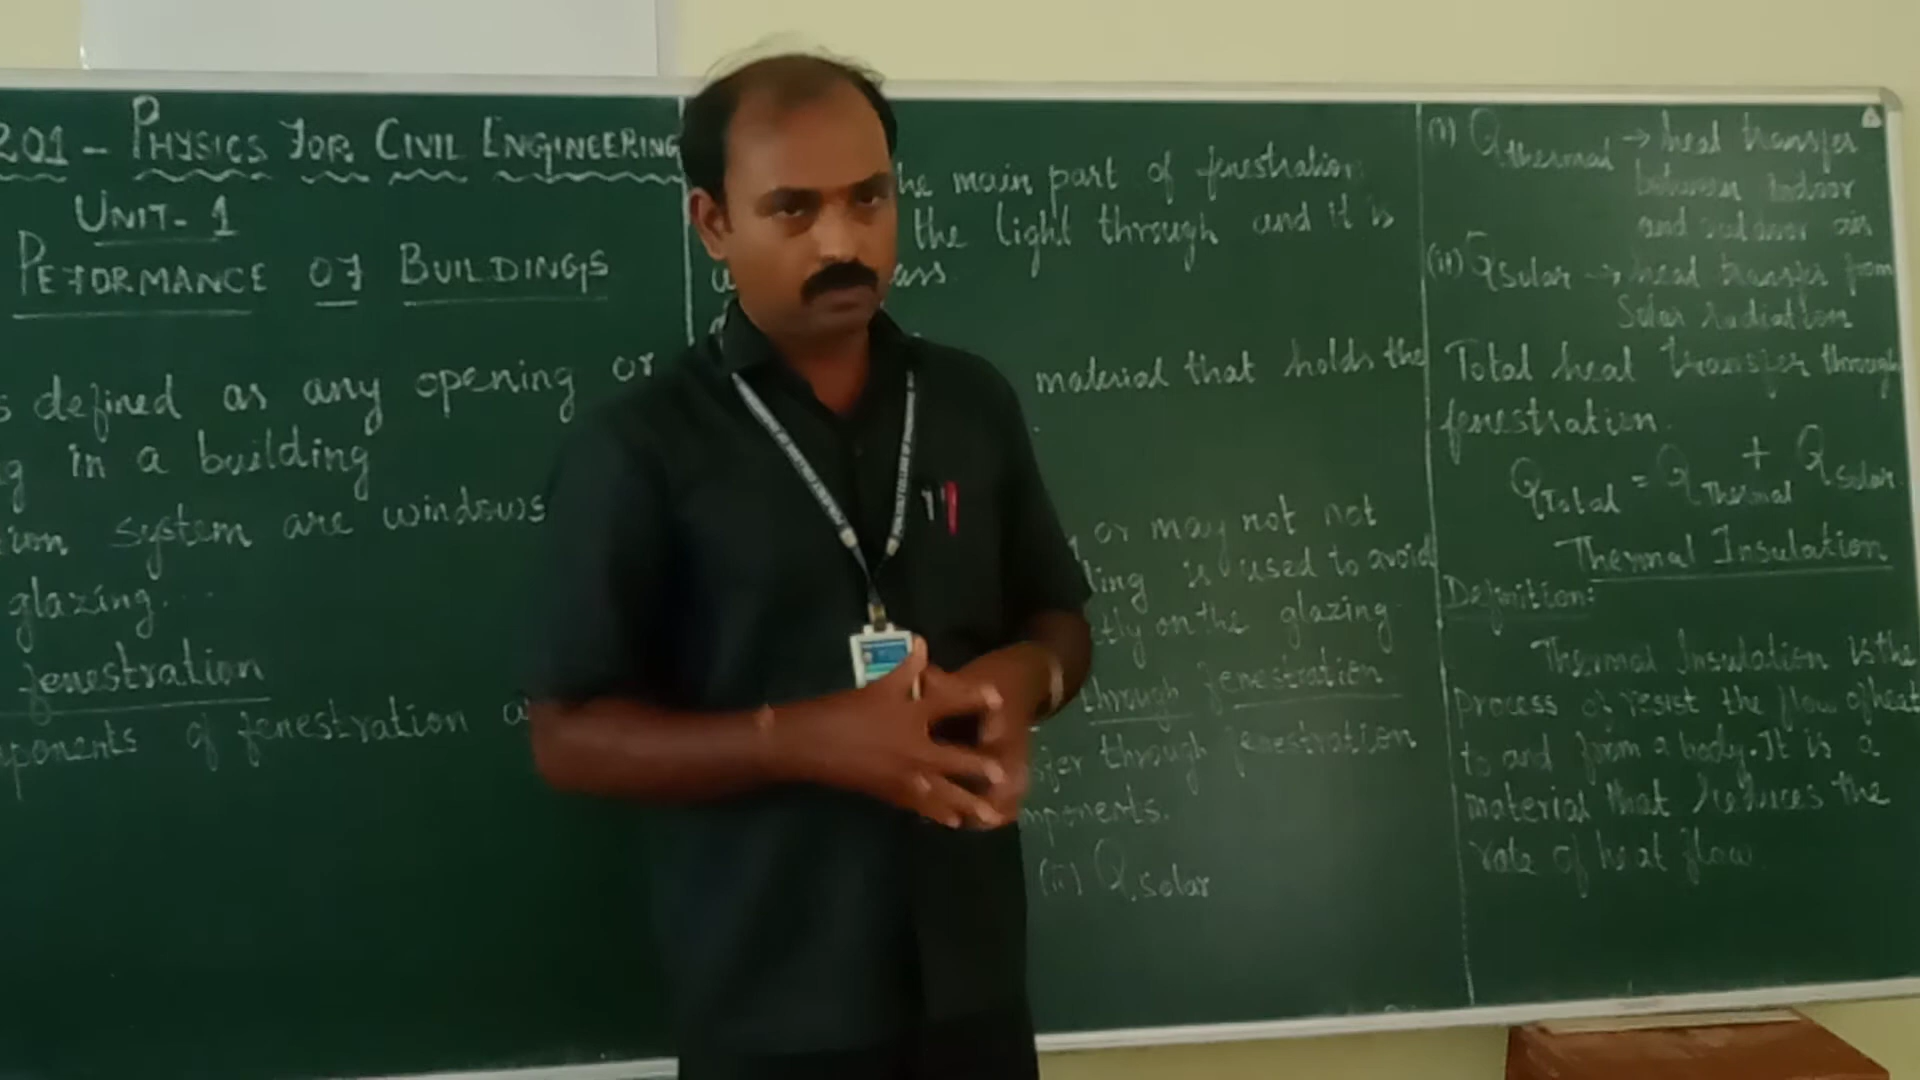 201 - PHYSICS FOR CIVIL ENGINEERING
UNIT- 1
PEFORMANCE OF BUILDINGS
s defined as any opening or
g in a building
system are windows
glazing...
fenestration
ponents of fenestration
he main part of fenestration
the light through and it is
ass.
material that holds the
or may not not
ding is used to avoid
tly on the glazing
through fenestration
sfer through fenestration
mponents.
(ii) Q solar
(i) Q thermal → heat transfer
between indoor
and outdoor air
(ii) Q solar → heat transfer from
Solar radiation
Total heat transfer through
fenestration.
Q Total = Q Thermal + Q Solar
Thermal Insulation
Definition:
Thermal Insulation is the
process of resist the flow of heat
to and form a body. It is a
material that reduces the
rate of heat flow.